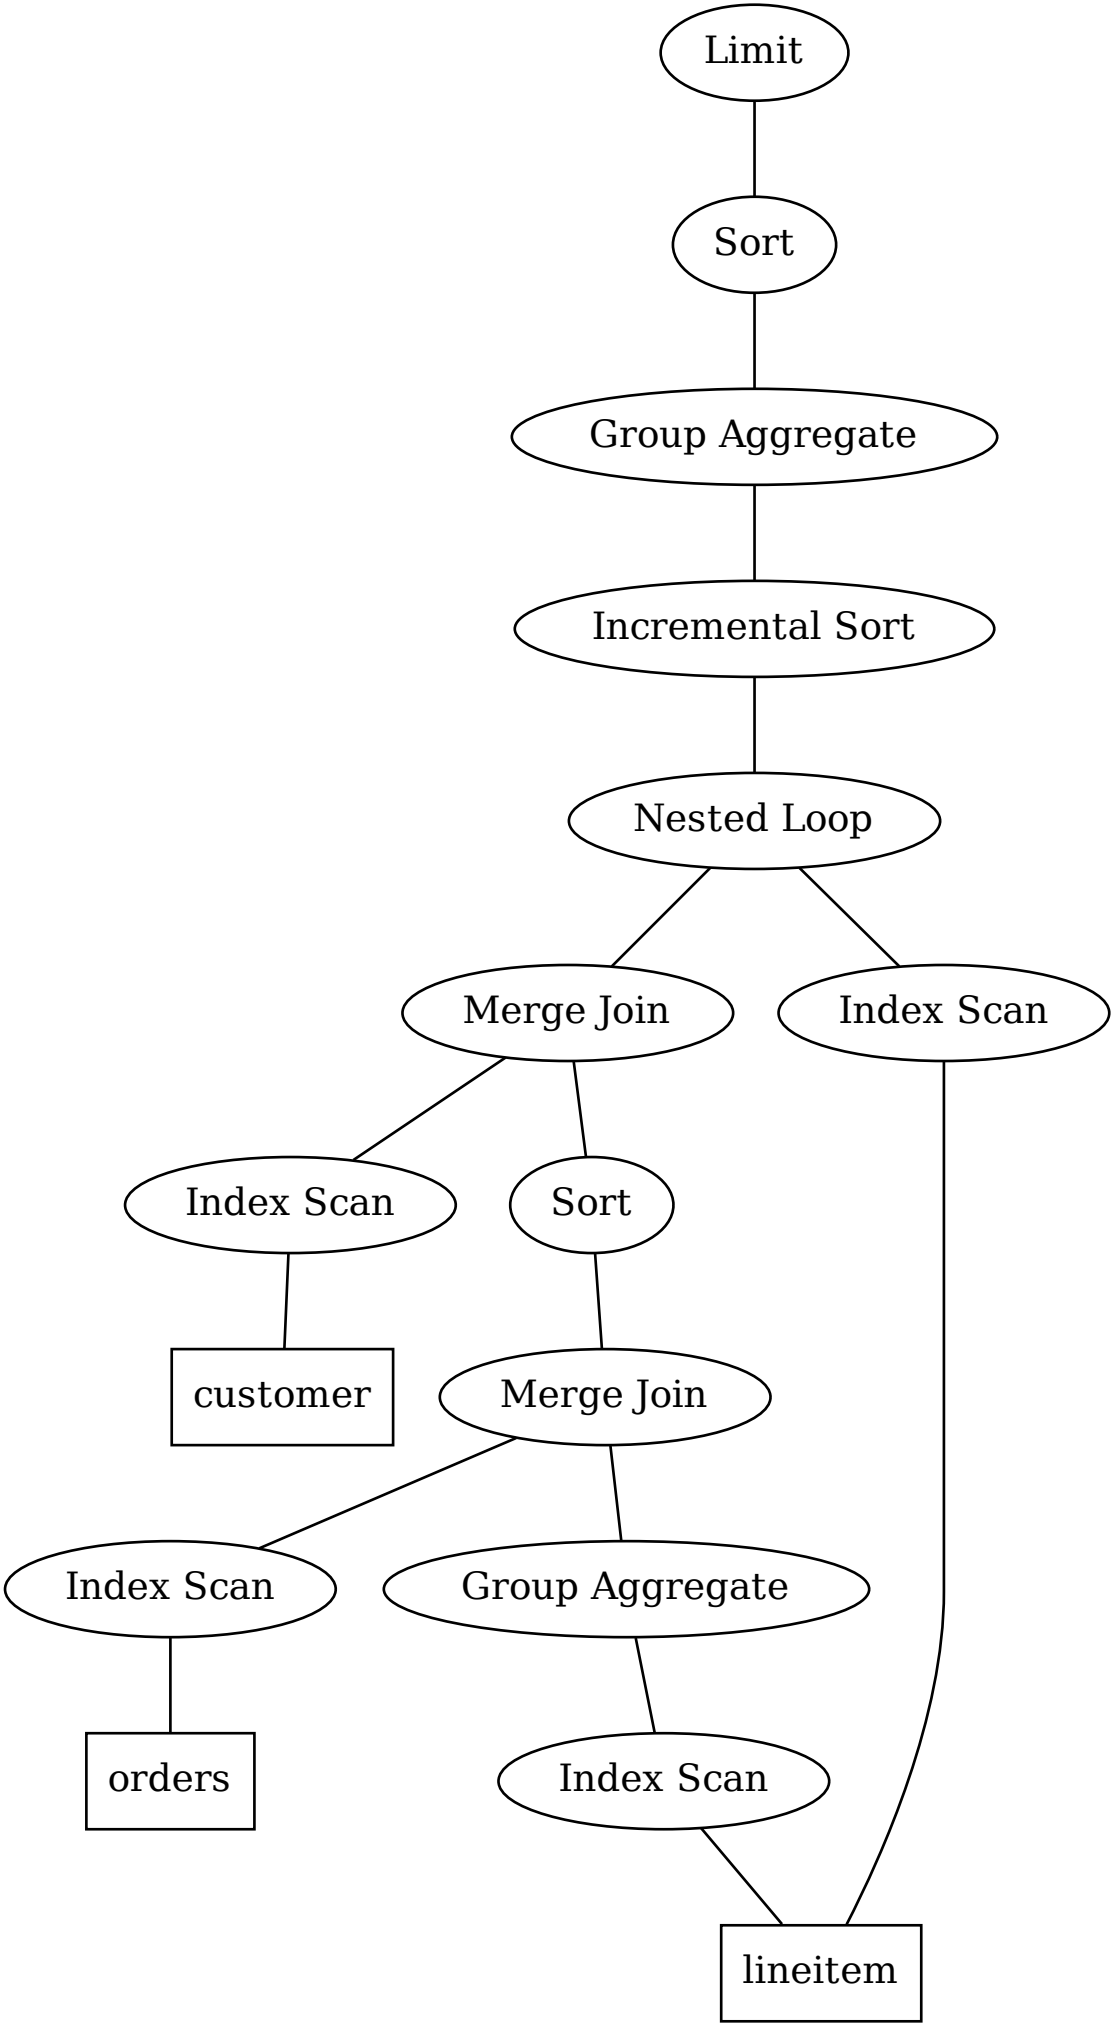 Limit
Sort
Group Aggregate
Incremental Sort
Nested Loop
Merge Join
Index Scan
Index Scan
Sort
customer
Merge Join
Index Scan
Group Aggregate
orders
Index Scan
lineitem